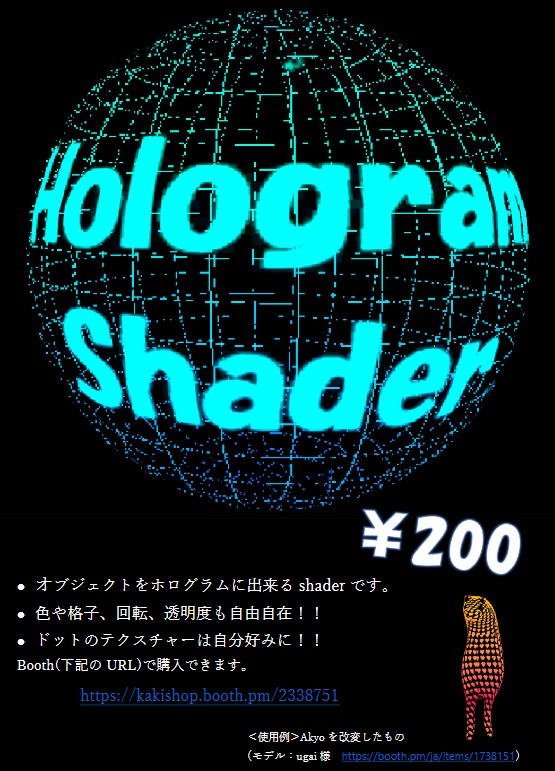 Hologram
Shader
￥200
● オブジェクトをホログラムに出来る shader です。
● 色や格子、回転、透明度も自由自在！！
● ドットのテクスチャーは自分好みに！！
Booth(下記の URL)で購入できます。
https://kakishop.booth.pm/2338751
＜使用例＞Akyo を改変したもの
（モデル：ugai 様　https://booth.pm/ja/items/1738151）